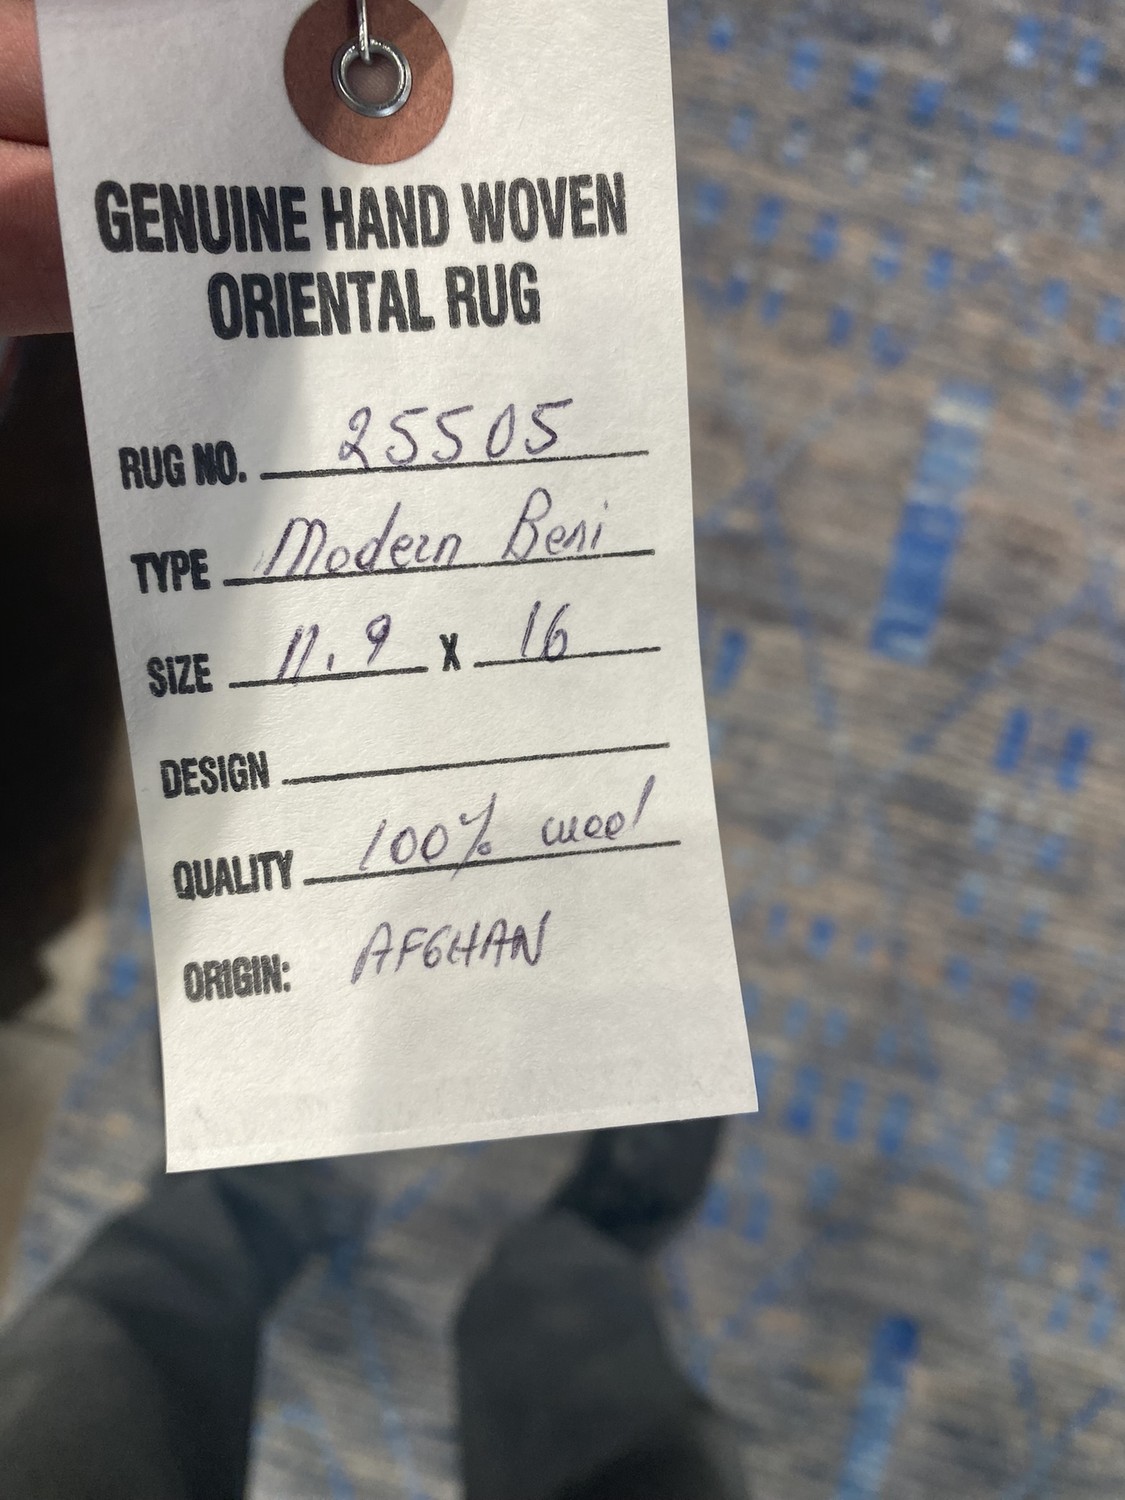 GENUINE HAND WOVEN
ORIENTAL RUG
RUG NO. 25505
TYPE Modern Beni
SIZE 11.9 X 16
DESIGN
QUALITY 100% wool
ORIGIN: AFGHAN